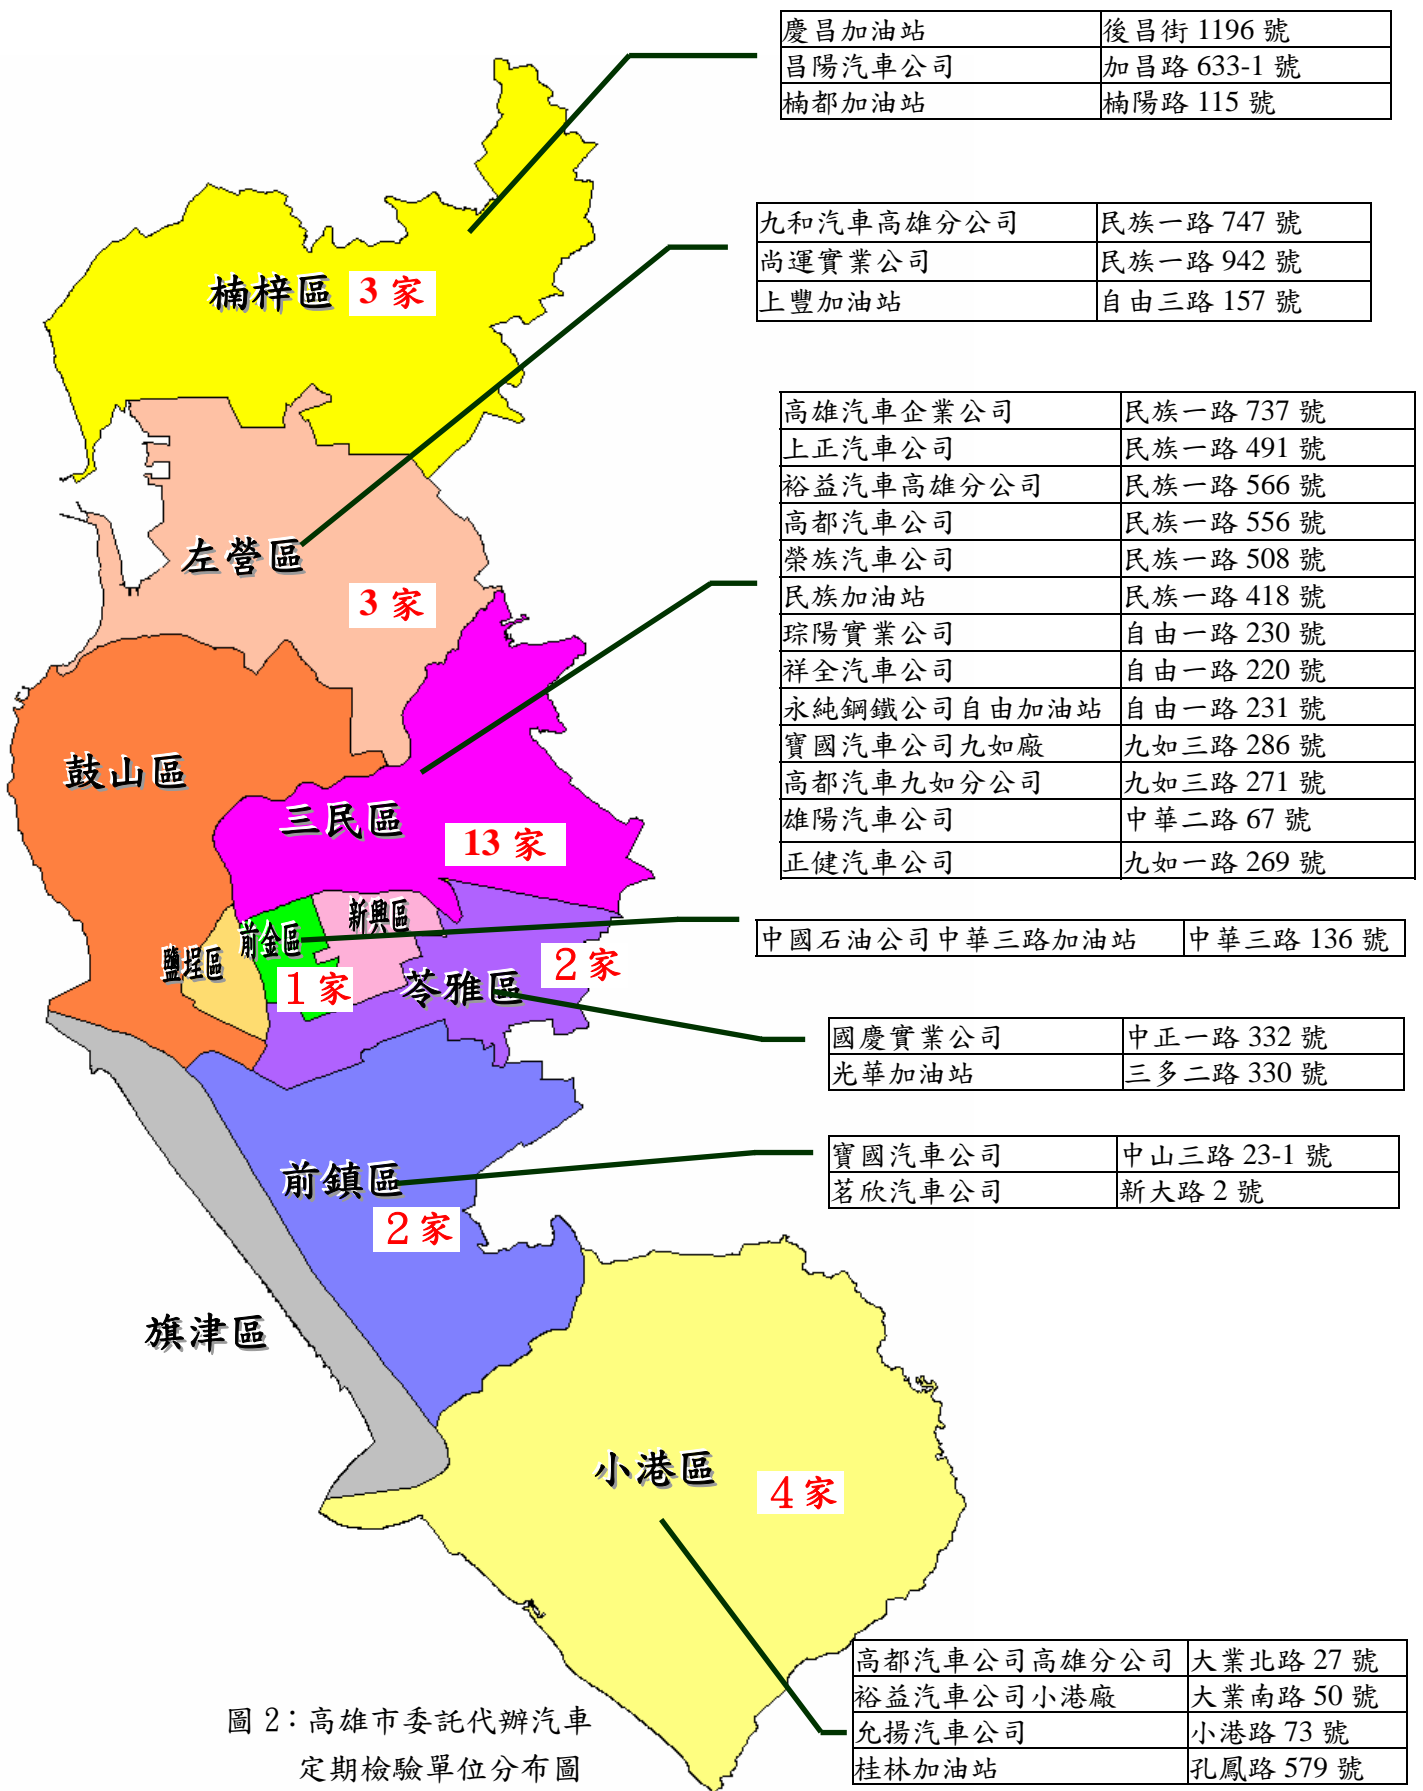 慶昌加油站 後昌街 1196 號
昌陽汽車公司 加昌路 633-1 號
楠都加油站 楠陽路 115 號
九和汽車高雄分公司 民族一路 747 號
尚運實業公司 民族一路 942 號
上豐加油站 自由三路 157 號
楠梓區 3 家
高雄汽車企業公司 民族一路 737 號
上正汽車公司 民族一路 491 號
裕益汽車高雄分公司 民族一路 566 號
高都汽車公司 民族一路 556 號
榮族汽車公司 民族一路 508 號
民族加油站 民族一路 418 號
琮陽實業公司 自由一路 230 號
祥全汽車公司 自由一路 220 號
永純鋼鐵公司自由加油站 自由一路 231 號
寶國汽車公司九如廠 九如三路 286 號
高都汽車九如分公司 九如三路 271 號
雄陽汽車公司 中華二路 67 號
正健汽車公司 九如一路 269 號
左營區
3 家
鼓山區
三民區
13 家
新興區
前金區
鹽埕區
1 家
2 家
苓雅區
中國石油公司中華三路加油站 中華三路 136 號
國慶實業公司 中正一路 332 號
光華加油站 三多二路 330 號
寶國汽車公司 中山三路 23-1 號
茗欣汽車公司 新大路 2 號
前鎮區
2 家
旗津區
小港區
4 家
高都汽車公司高雄分公司 大業北路 27 號
裕益汽車公司小港廠 大業南路 50 號
允揚汽車公司 小港路 73 號
桂林加油站 孔鳳路 579 號
圖 2：高雄市委託代辦汽車
定期檢驗單位分布圖